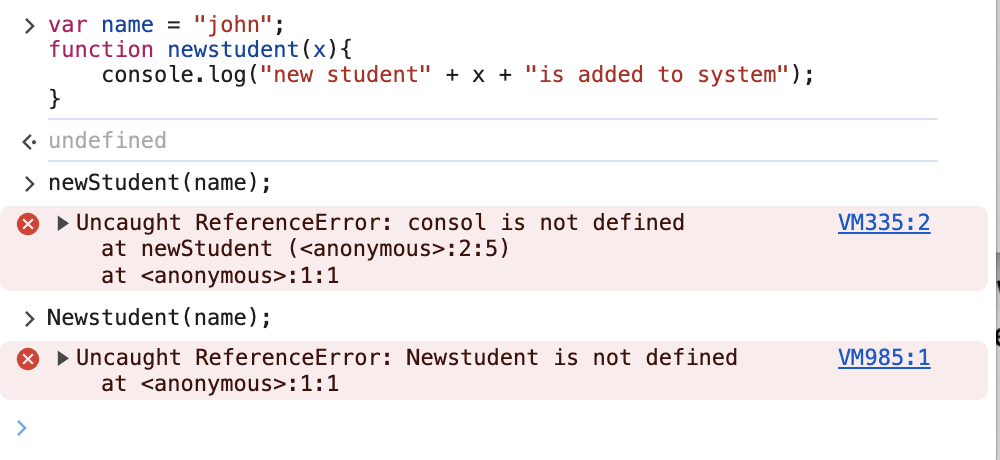 var name = "john";
function newstudent(x){
    console.log("new student" + x + "is added to system");
}
undefined
newStudent(name);
Uncaught ReferenceError: consol is not defined VM335:2
    at newStudent (<anonymous>:2:5)
    at <anonymous>:1:1
Newstudent(name);
Uncaught ReferenceError: Newstudent is not defined VM985:1
    at <anonymous>:1:1